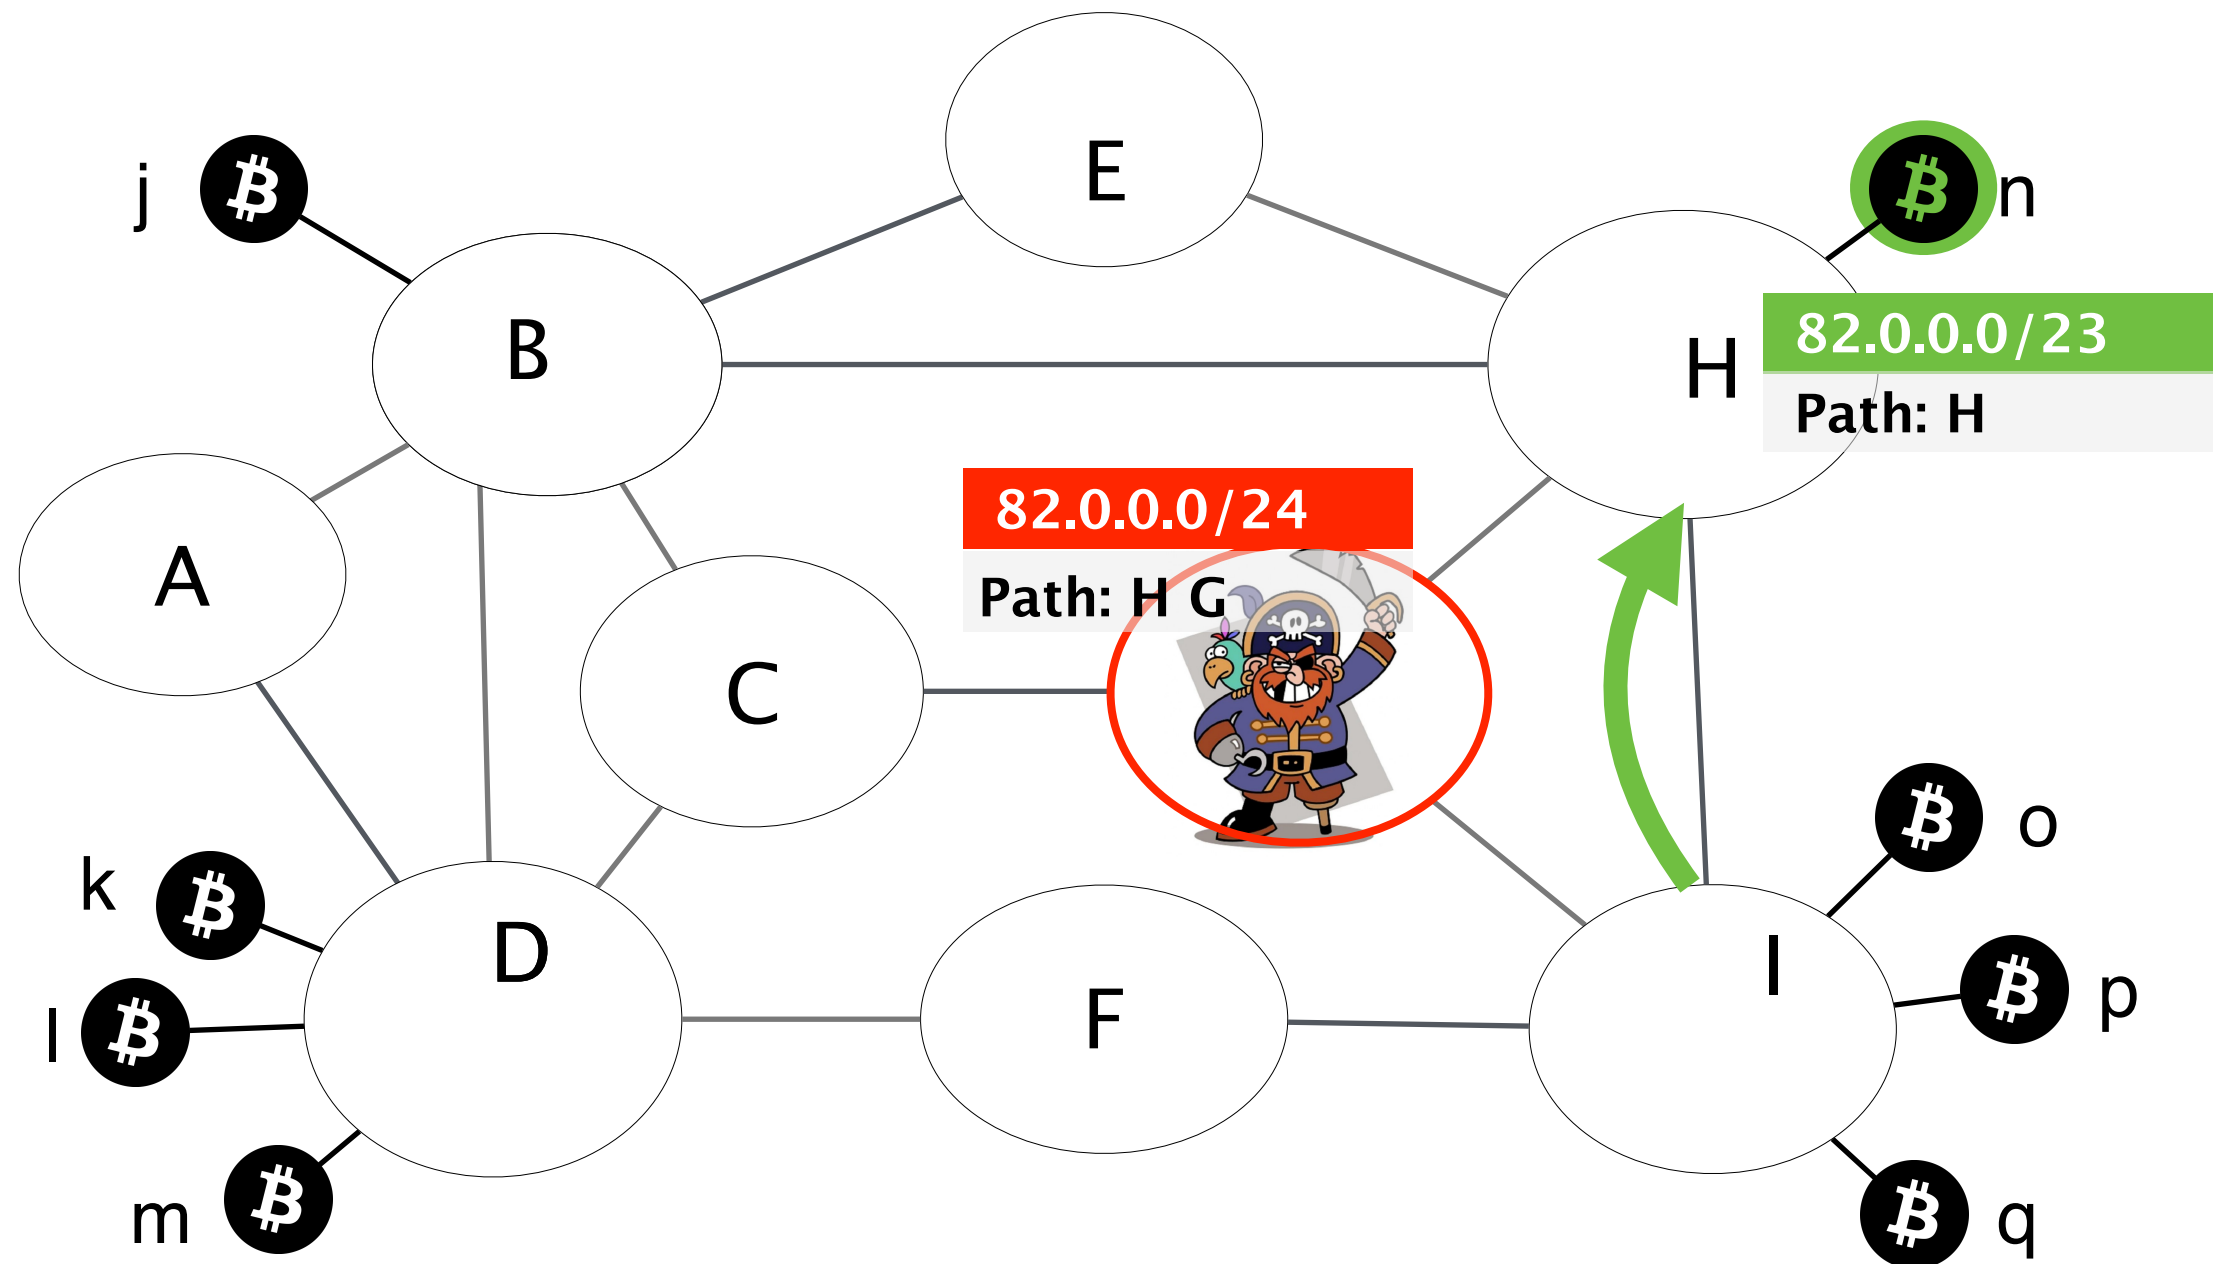 E
j
n
B
82.0.0.0/23
H
Path: H
82.0.0.0/24
Path: H G
A
C
o
k
D
I
p
F
l
m
q